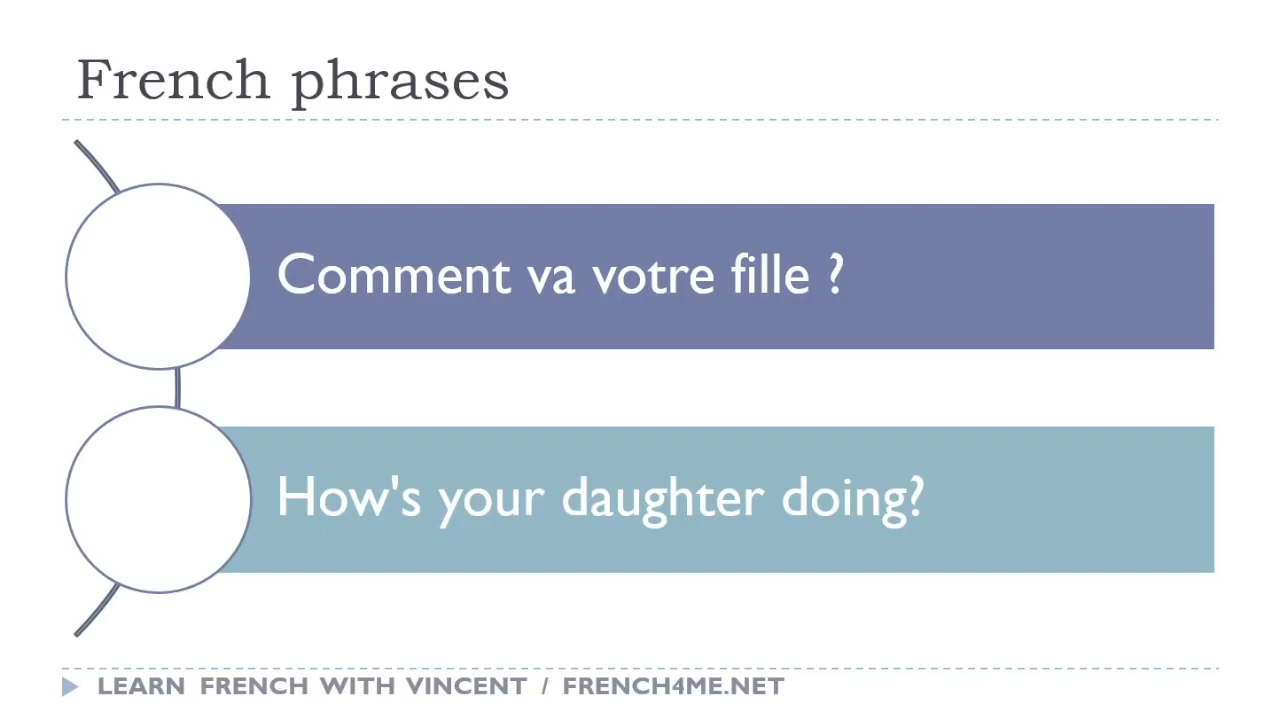 French phrases
Comment va votre fille ?
How's your daughter doing?
LEARN FRENCH WITH VINCENT / FRENCH4ME.NET